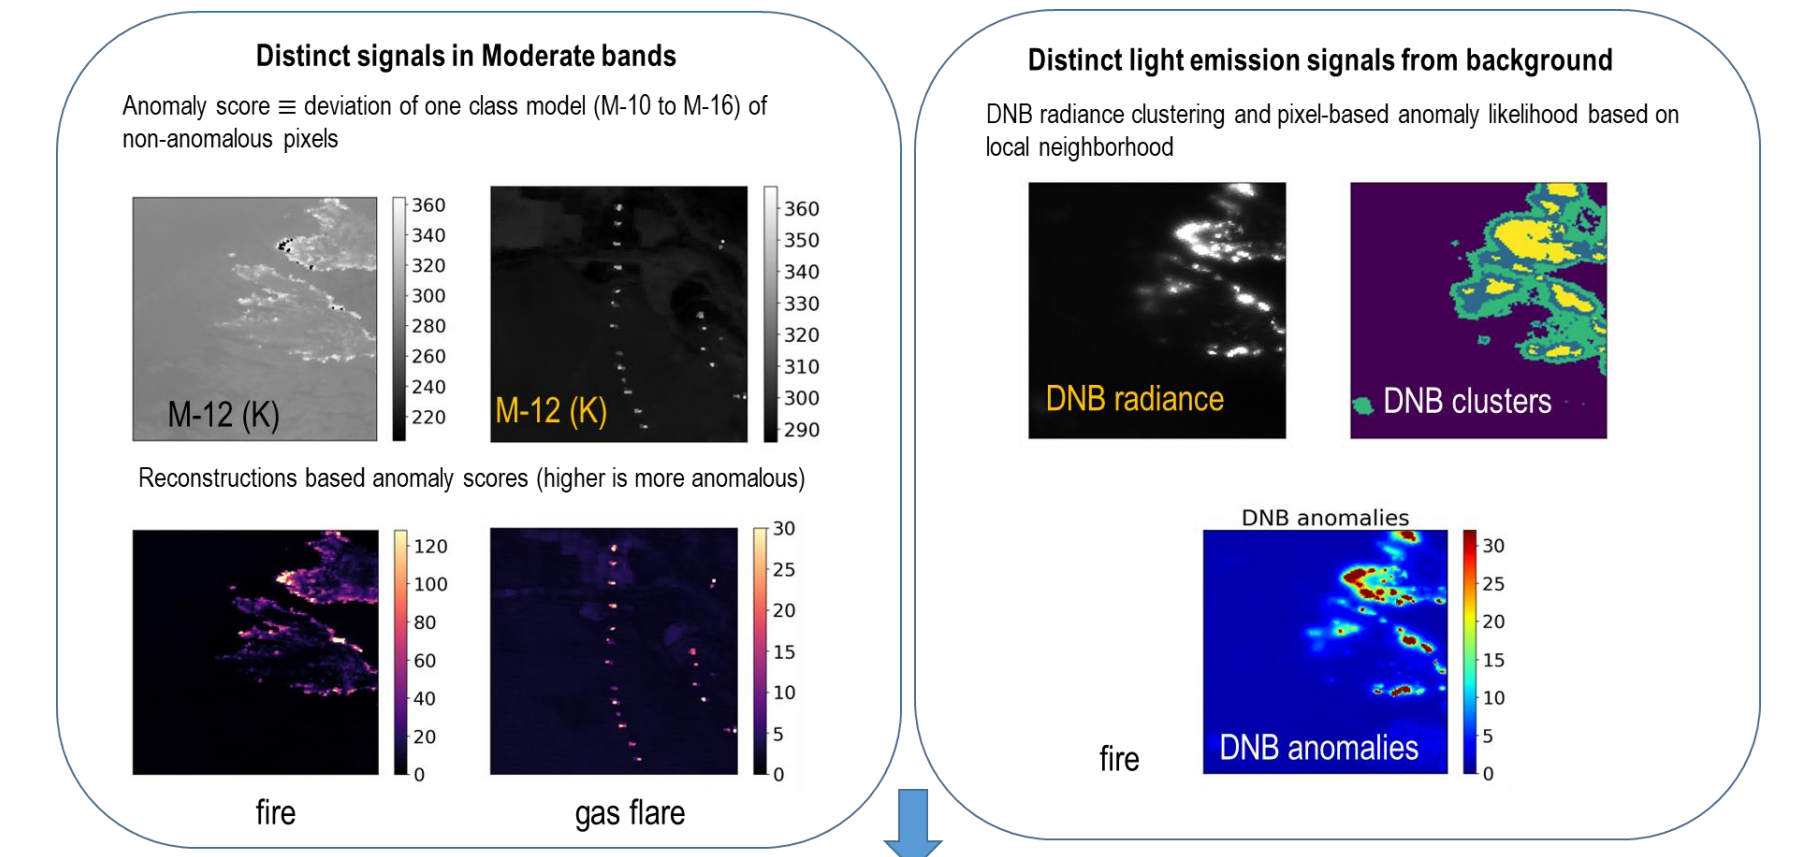 Distinct signals in Moderate bands
Anomaly score ≡ deviation of one class model (M-10 to M-16) of
non-anomalous pixels
360
340
320
300
280
260
240
220
M-12 (K)
360
350
340
330
320
310
300
290
M-12 (K)
Reconstructions based anomaly scores (higher is more anomalous)
120
100
80
60
40
20
0
30
25
20
15
10
5
0
fire
gas flare
Distinct light emission signals from background
DNB radiance clustering and pixel-based anomaly likelihood based on
local neighborhood
DNB radiance
DNB clusters
DNB anomalies
30
25
20
15
10
5
0
DNB anomalies
fire